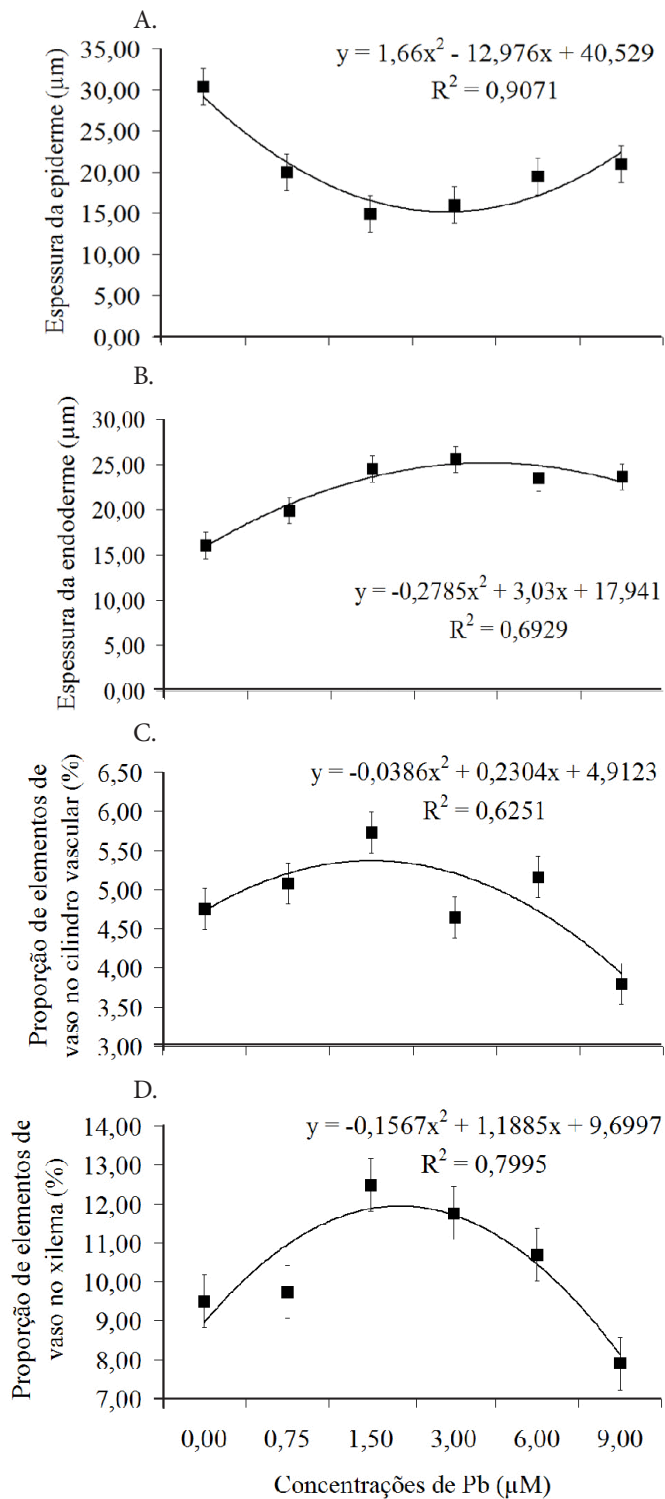 A.
y = 1,66x² - 12,976x + 40,529
R² = 0,9071
Espessura da epiderme (µm)
35,00
30,00
25,00
20,00
15,00
10,00
5,00
0,00
B.
Espessura da endoderme (µm)
30,00
25,00
20,00
15,00
10,00
5,00
0,00
y = -0,2785x² + 3,03x + 17,941
R² = 0,6929
C.
y = -0,0386x² + 0,2304x + 4,9123
R² = 0,6251
Proporção de elementos de
vaso no cilindro vascular (%)
6,50
6,00
5,50
5,00
4,50
4,00
3,50
3,00
D.
y = -0,1567x² + 1,1885x + 9,6997
R² = 0,7995
Proporção de elementos de
vaso no xilema (%)
14,00
13,00
12,00
11,00
10,00
9,00
8,00
7,00
0,00 0,75 1,50 3,00 6,00 9,00
Concentrações de Pb (µM)